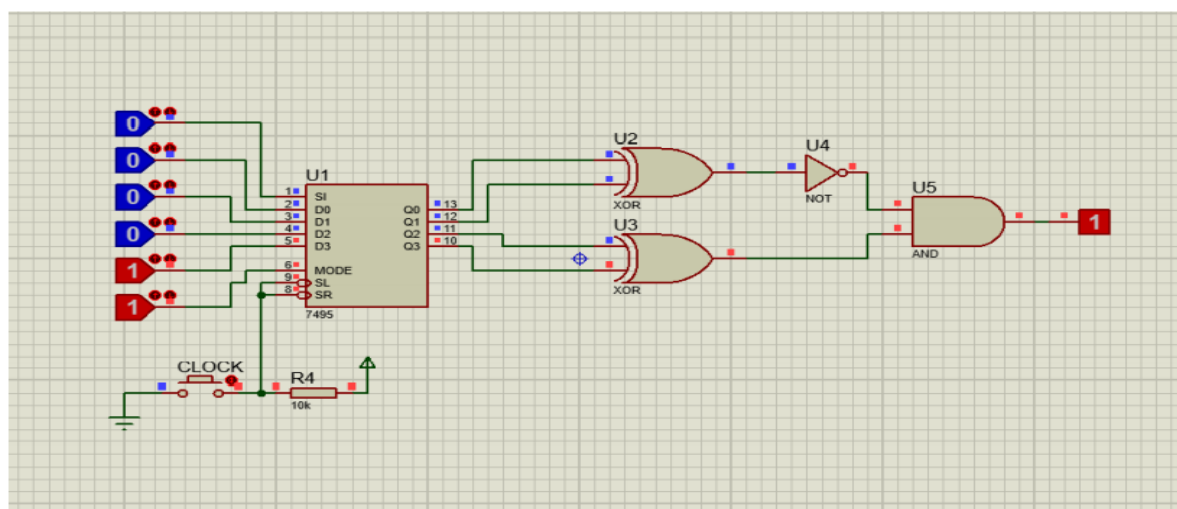 0
0
0
0
1
1
U1
1 SI
2 D0
3 D1
4 D2
5 D3
6 MODE
9 SL
8 SR
Q0 13
Q1 12
Q2 11
Q3 10
7495
CLOCK
R4
10k
U2
XOR
U3
XOR
U4
NOT
U5
AND
1